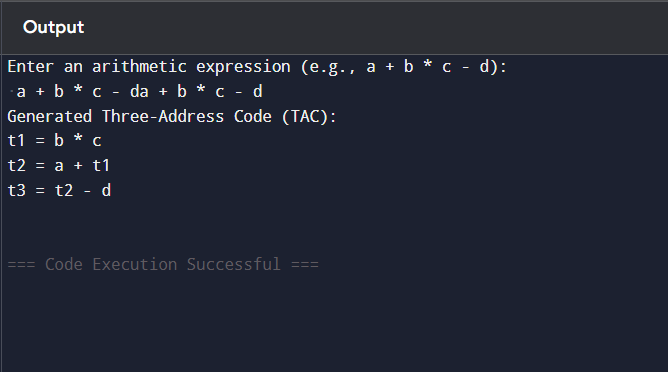 Output
Enter an arithmetic expression (e.g., a + b * c - d):
a + b * c - da + b * c - d
Generated Three-Address Code (TAC):
t1 = b * c
t2 = a + t1
t3 = t2 - d
=== Code Execution Successful ===